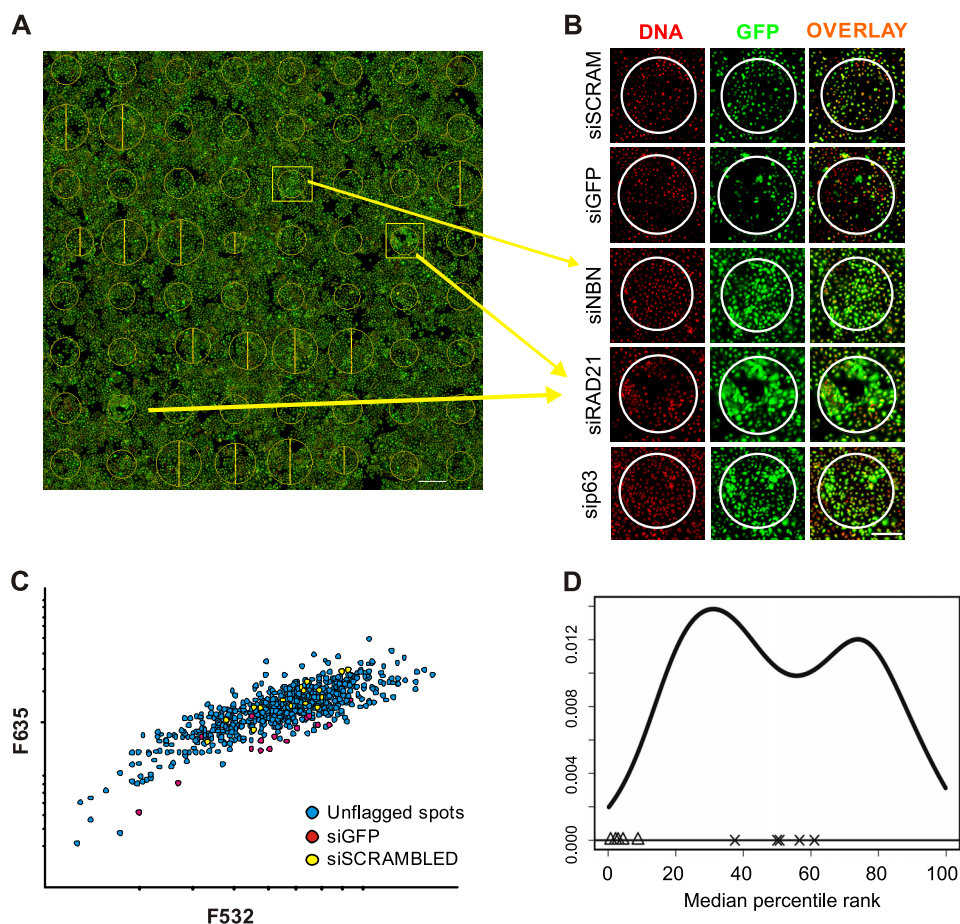 A
B
DNA GFP OVERLAY
siSCRAM
siGFP
siNBN
siRAD21
sip63
C
F635
Unflagged spots
siGFP
siSCRAMBLED
F532
D
0.012
0.008
0.004
0.000
0 20 40 60 80 100
Median percentile rank